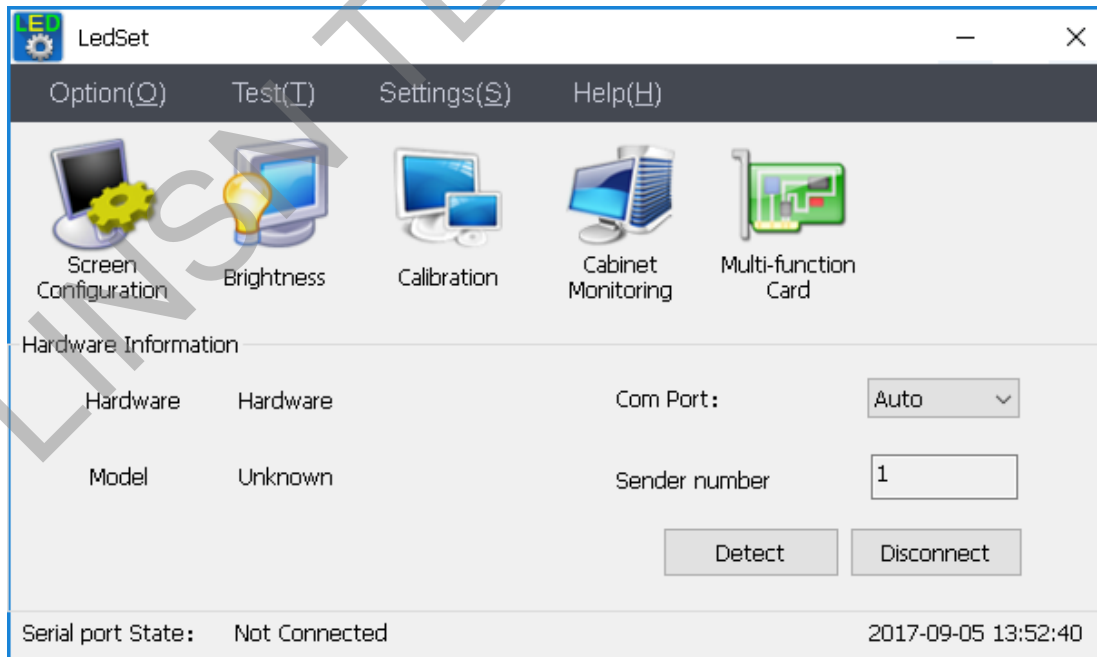 LED
LedSet
Option(O) Test(T) Settings(S) Help(H)
Screen
Configuration
Brightness
Calibration
Cabinet
Monitoring
Multi-function
Card
Hardware Information
Hardware Hardware Com Port: Auto
Model Unknown Sender number 1
Detect Disconnect
Serial port State: Not Connected 2017-09-05 13:52:40
LINSN